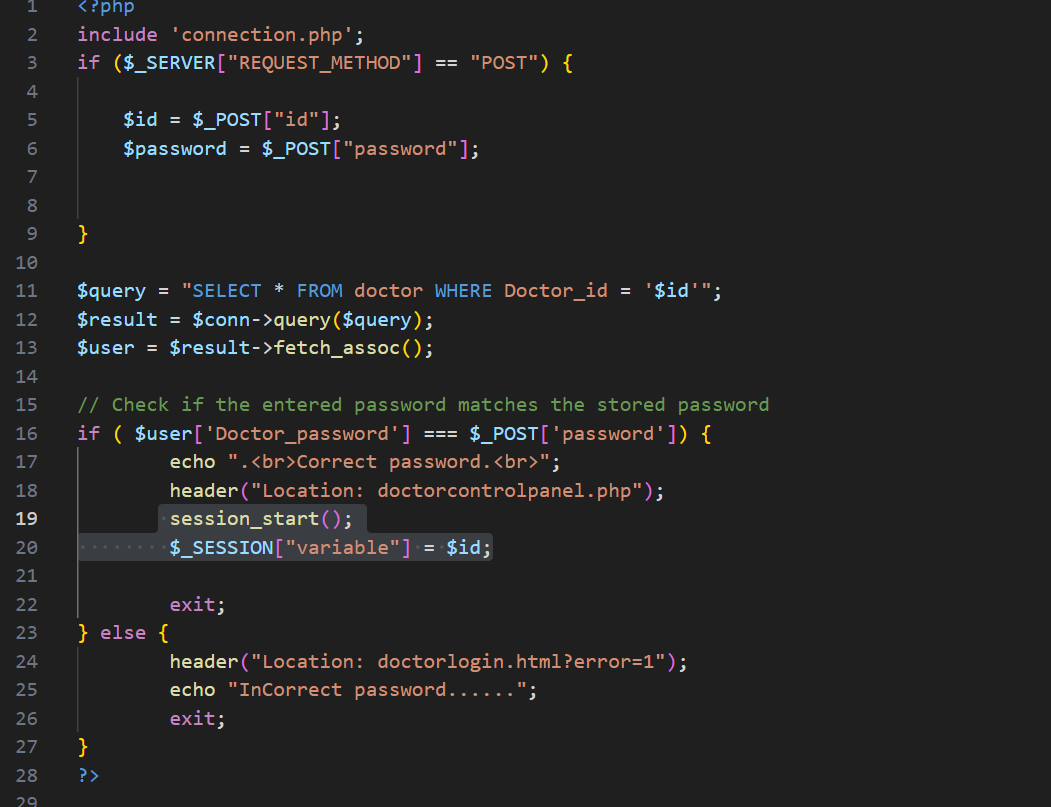 1 <?php
2 include 'connection.php';
3 if ($_SERVER["REQUEST_METHOD"] == "POST") {
4
5     $id = $_POST["id"];
6     $password = $_POST["password"];
7
8
9 }
10
11 $query = "SELECT * FROM doctor WHERE Doctor_id = '$id'";
12 $result = $conn->query($query);
13 $user = $result->fetch_assoc();
14
15 // Check if the entered password matches the stored password
16 if ( $user['Doctor_password'] === $_POST['password']) {
17         echo ".<br>Correct password.<br>";
18         header("Location: doctorcontrolpanel.php");
19         session_start();
20         $_SESSION["variable"] = $id;
21
22         exit;
23 } else {
24         header("Location: doctorlogin.html?error=1");
25         echo "InCorrect password......";
26         exit;
27 }
28 ?>
29